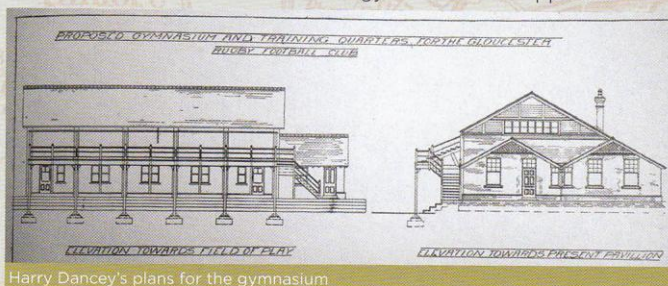 PROPOSED GYMNASIUM AND TRAINING QUARTERS, FOR THE GLOUCESTER
RUGBY FOOTBALL CLUB
ELEVATION TOWARDS FIELD OF PLAY
ELEVATION TOWARDS PRESENT PAVILLION
Harry Dancey's plans for the gymnasium